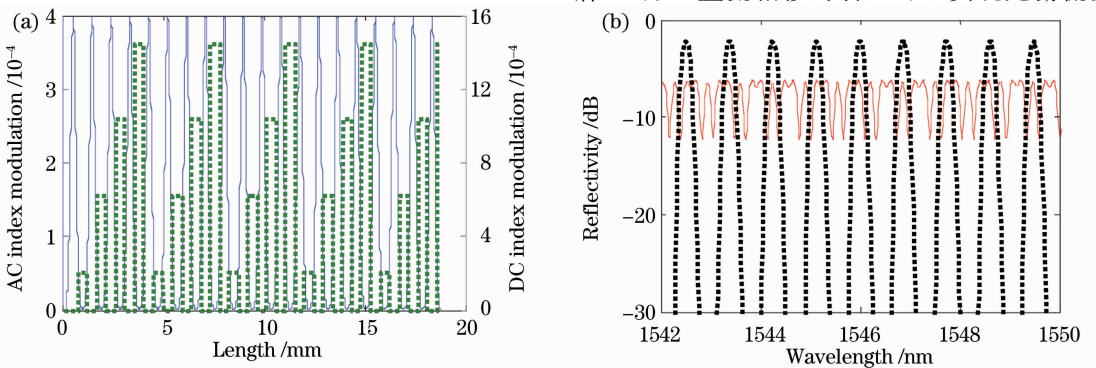 (a)
4
3
2
1
0
AC index modulation /10⁻⁴
16
12
8
4
0
DC index modulation /10⁻⁴
0 5 10 15 20
Length /mm
(b)
0
−10
−20
−30
Reflectivity /dB
1542 1544 1546 1548 1550
Wavelength /nm